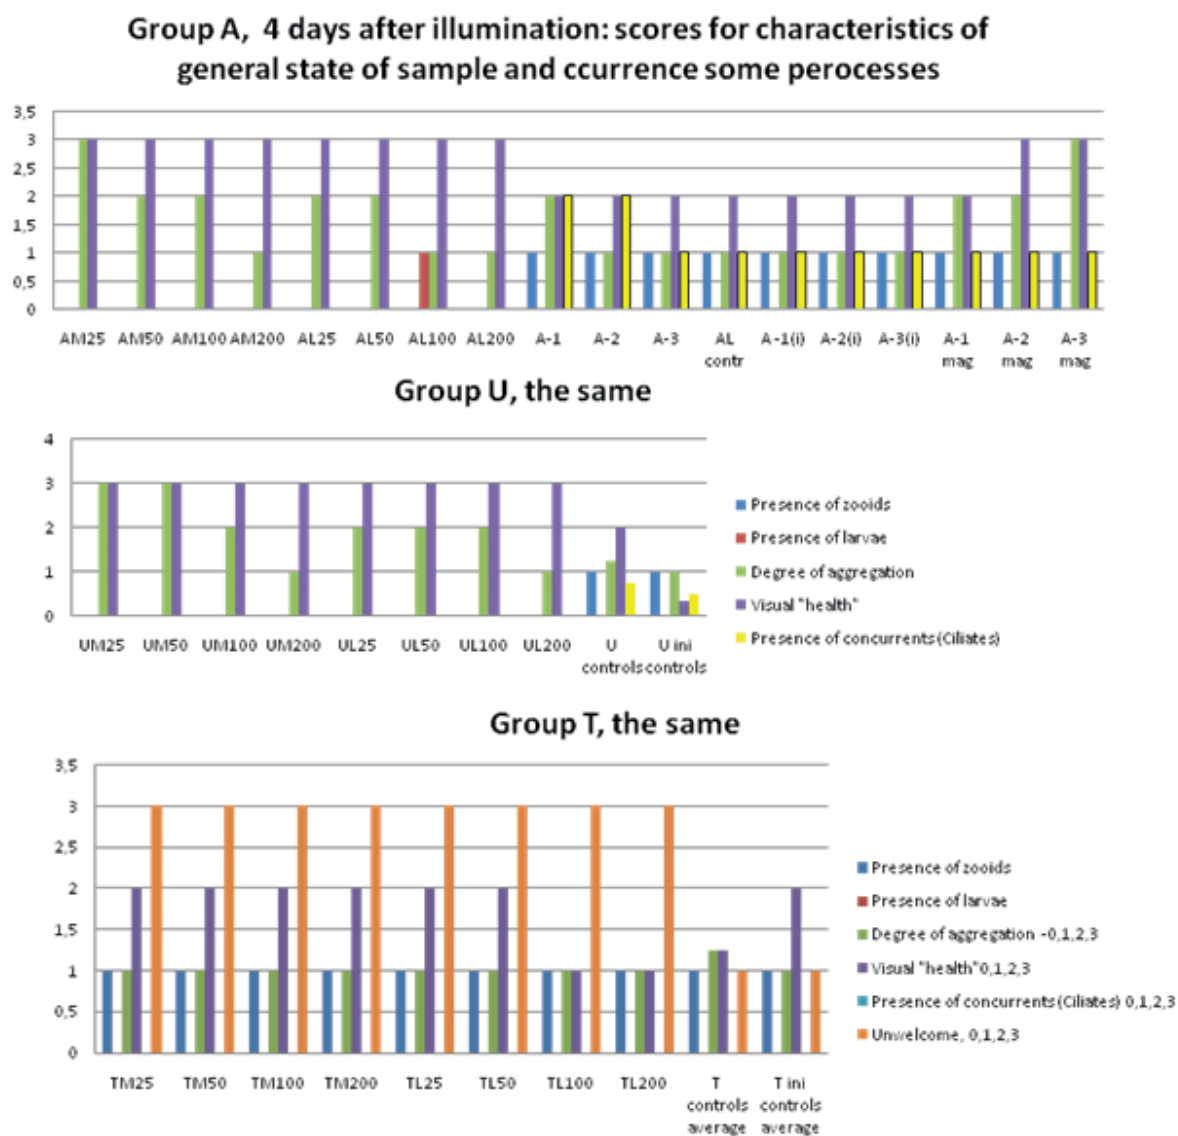 Group A, 4 days after illumination: scores for characteristics of
general state of sample and ccurrence some perocesses
3,5
3
2,5
2
1,5
1
0,5
0
AM25 AM50 AM100 AM200 AL25 AL50 AL100 AL200 A-1 A-2 A-3 AL contr A-1(i) A-2(i) A-3(i) A-1 mag A-2 mag A-3 mag
Group U, the same
4
3
2
1
0
UM25 UM50 UM100 UM200 UL25 UL50 UL100 UL200 U controls U ini controls
Presence of zooids
Presence of larvae
Degree of aggregation
Visual "health"
Presence of concurrents (Ciliates)
Group T, the same
3,5
3
2,5
2
1,5
1
0,5
0
TM25 TM50 TM100 TM200 TL25 TL50 TL100 TL200 T controls average T ini controls average
Presence of zooids
Presence of larvae
Degree of aggregation -0,1,2,3
Visual "health"0,1,2,3
Presence of concurrents (Ciliates) 0,1,2,3
Unwelcome, 0,1,2,3